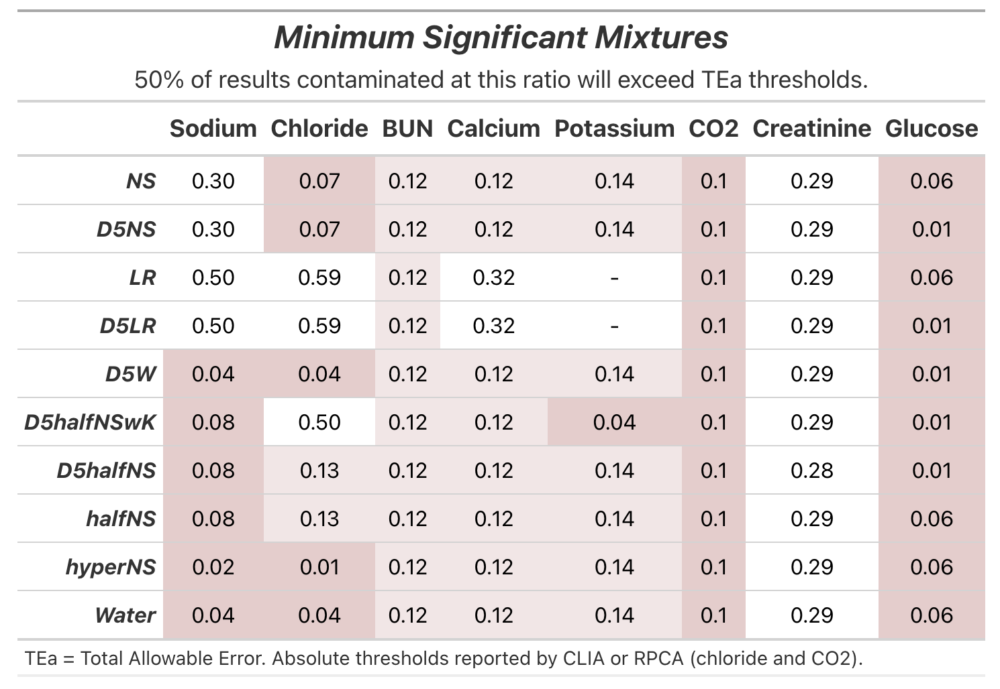 Minimum Significant Mixtures
50% of results contaminated at this ratio will exceed TEa thresholds.
Sodium Chloride BUN Calcium Potassium CO2 Creatinine Glucose
NS 0.30 0.07 0.12 0.12 0.14 0.1 0.29 0.06
D5NS 0.30 0.07 0.12 0.12 0.14 0.1 0.29 0.01
LR 0.50 0.59 0.12 0.32 - 0.1 0.29 0.06
D5LR 0.50 0.59 0.12 0.32 - 0.1 0.29 0.01
D5W 0.04 0.04 0.12 0.12 0.14 0.1 0.29 0.01
D5halfNSwK 0.08 0.50 0.12 0.12 0.04 0.1 0.29 0.01
D5halfNS 0.08 0.13 0.12 0.12 0.14 0.1 0.28 0.01
halfNS 0.08 0.13 0.12 0.12 0.14 0.1 0.29 0.06
hyperNS 0.02 0.01 0.12 0.12 0.14 0.1 0.29 0.06
Water 0.04 0.04 0.12 0.12 0.14 0.1 0.29 0.06
TEa = Total Allowable Error. Absolute thresholds reported by CLIA or RPCA (chloride and CO2).